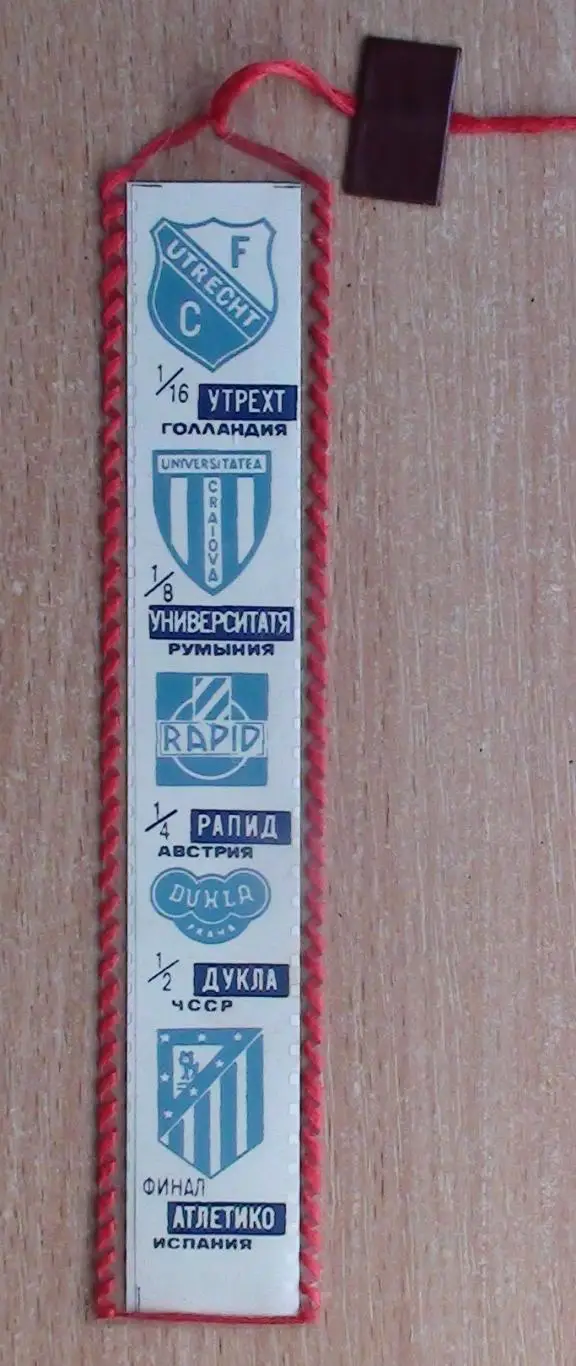 F
UTRECHT
C
1/16 УТРЕХТ
ГОЛЛАНДИЯ
UNIVERSITATEA
CRAIOVA
1/8
УНИВЕРСИТАТЯ
РУМЫНИЯ
RAPID
1/4 РАПИД
АВСТРИЯ
DUKLA
PRAHA
1/2 ДУКЛА
ЧССР
ФИНАЛ
АТЛЕТИКО
ИСПАНИЯ